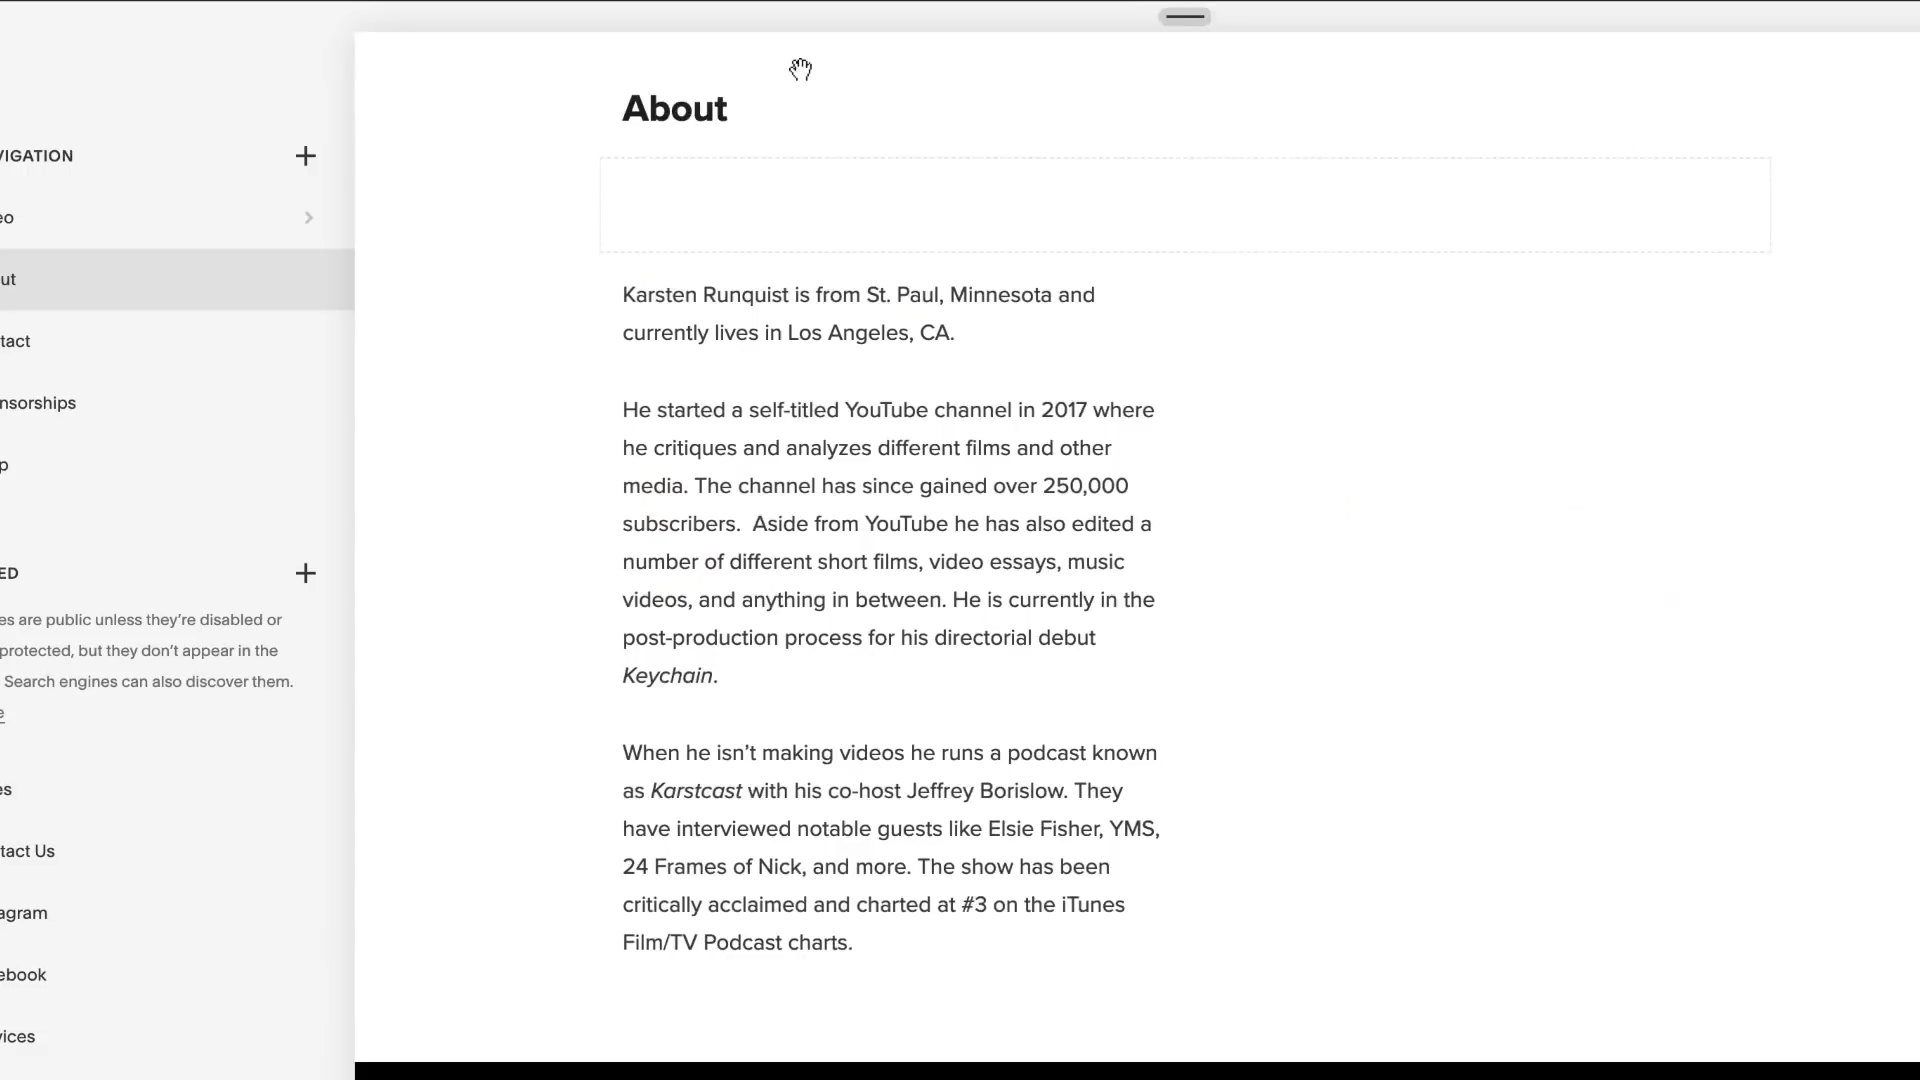 VIGATION
eo
ut
tact
nsorships
p
ED
es are public unless they're disabled or
protected, but they don't appear in the
Search engines can also discover them.
e
es
tact Us
agram
ebook
vices
About
Karsten Runquist is from St. Paul, Minnesota and
currently lives in Los Angeles, CA.
He started a self-titled YouTube channel in 2017 where
he critiques and analyzes different films and other
media. The channel has since gained over 250,000
subscribers.  Aside from YouTube he has also edited a
number of different short films, video essays, music
videos, and anything in between. He is currently in the
post-production process for his directorial debut
Keychain.
When he isn’t making videos he runs a podcast known
as Karstcast with his co-host Jeffrey Borislow. They
have interviewed notable guests like Elsie Fisher, YMS,
24 Frames of Nick, and more. The show has been
critically acclaimed and charted at #3 on the iTunes
Film/TV Podcast charts.